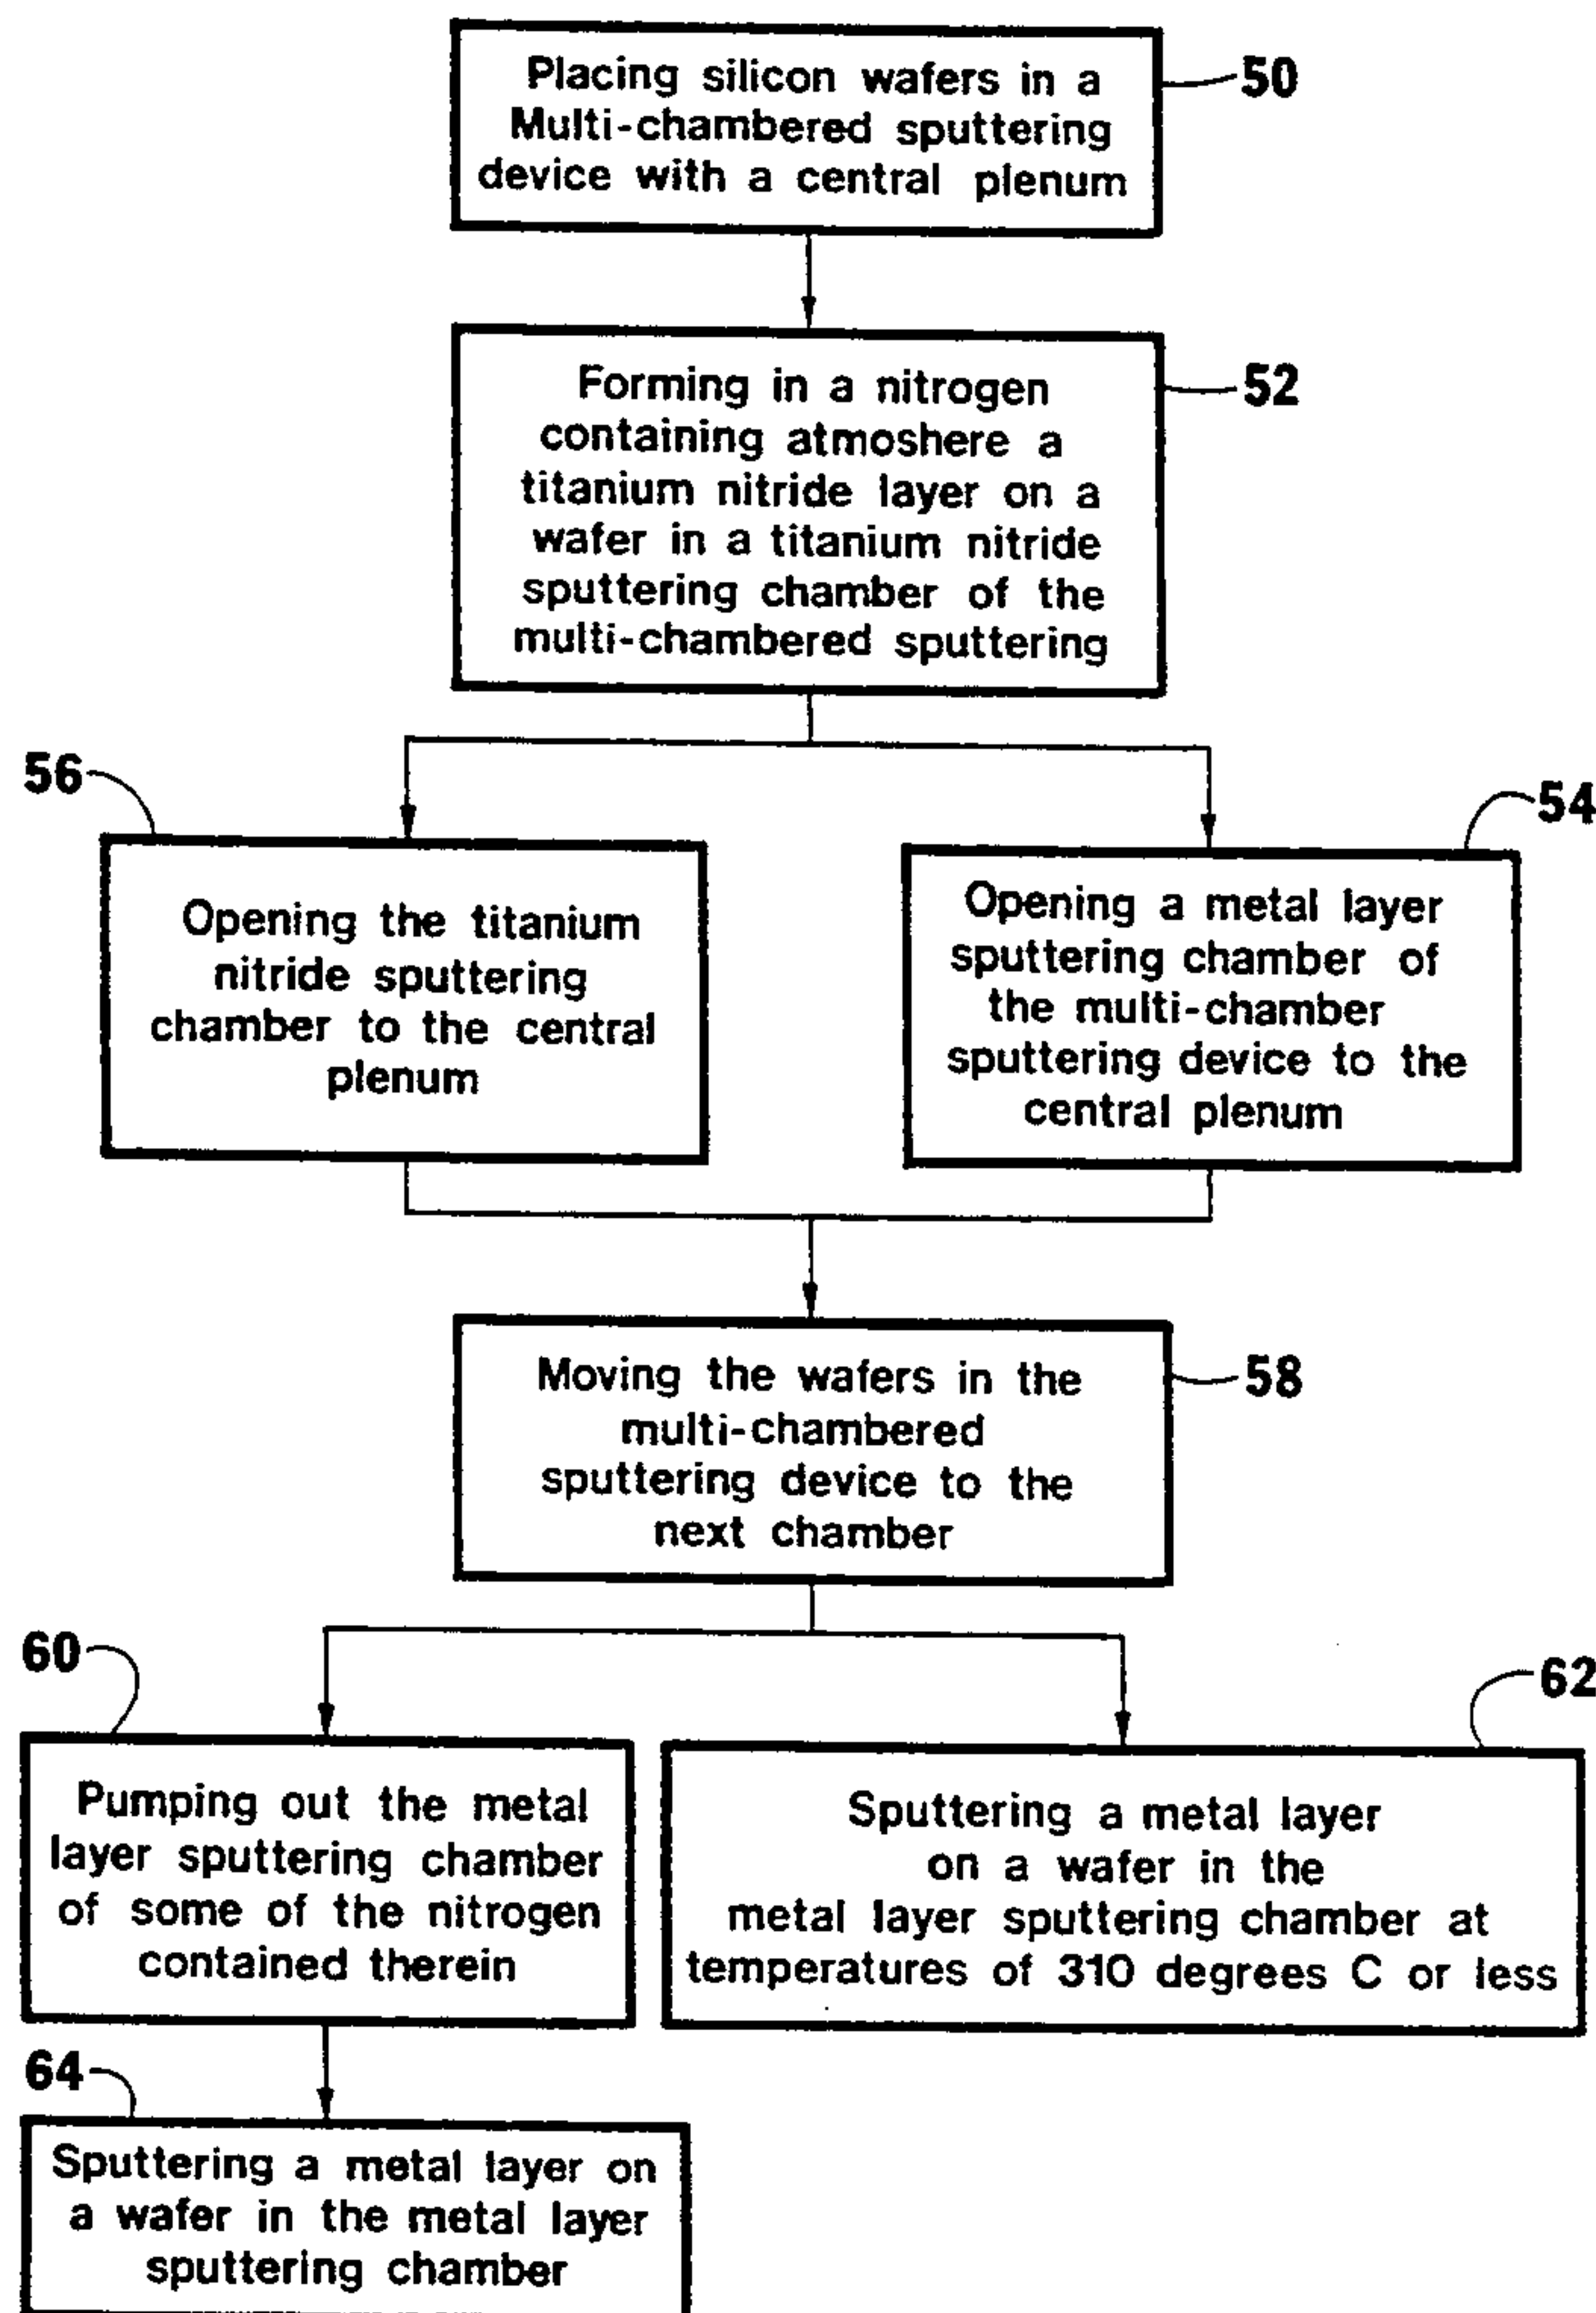 Placing silicon wafers in a
Multi-chambered sputtering
device with a central plenum
50
Forming in a nitrogen
containing atmoshere a
titanium nitride layer on a
wafer in a titanium nitride
sputtering chamber of the
multi-chambered sputtering
52
56
Opening the titanium
nitride sputtering
chamber to the central
plenum
54
Opening a metal layer
sputtering chamber of
the multi-chamber
sputtering device to the
central plenum
Moving the wafers in the
multi-chambered
sputtering device to the
next chamber
58
60
Pumping out the metal
layer sputtering chamber
of some of the nitrogen
contained therein
62
Sputtering a metal layer
on a wafer in the
metal layer sputtering chamber at
temperatures of 310 degrees C or less
64
Sputtering a metal layer on
a wafer in the metal layer
sputtering chamber